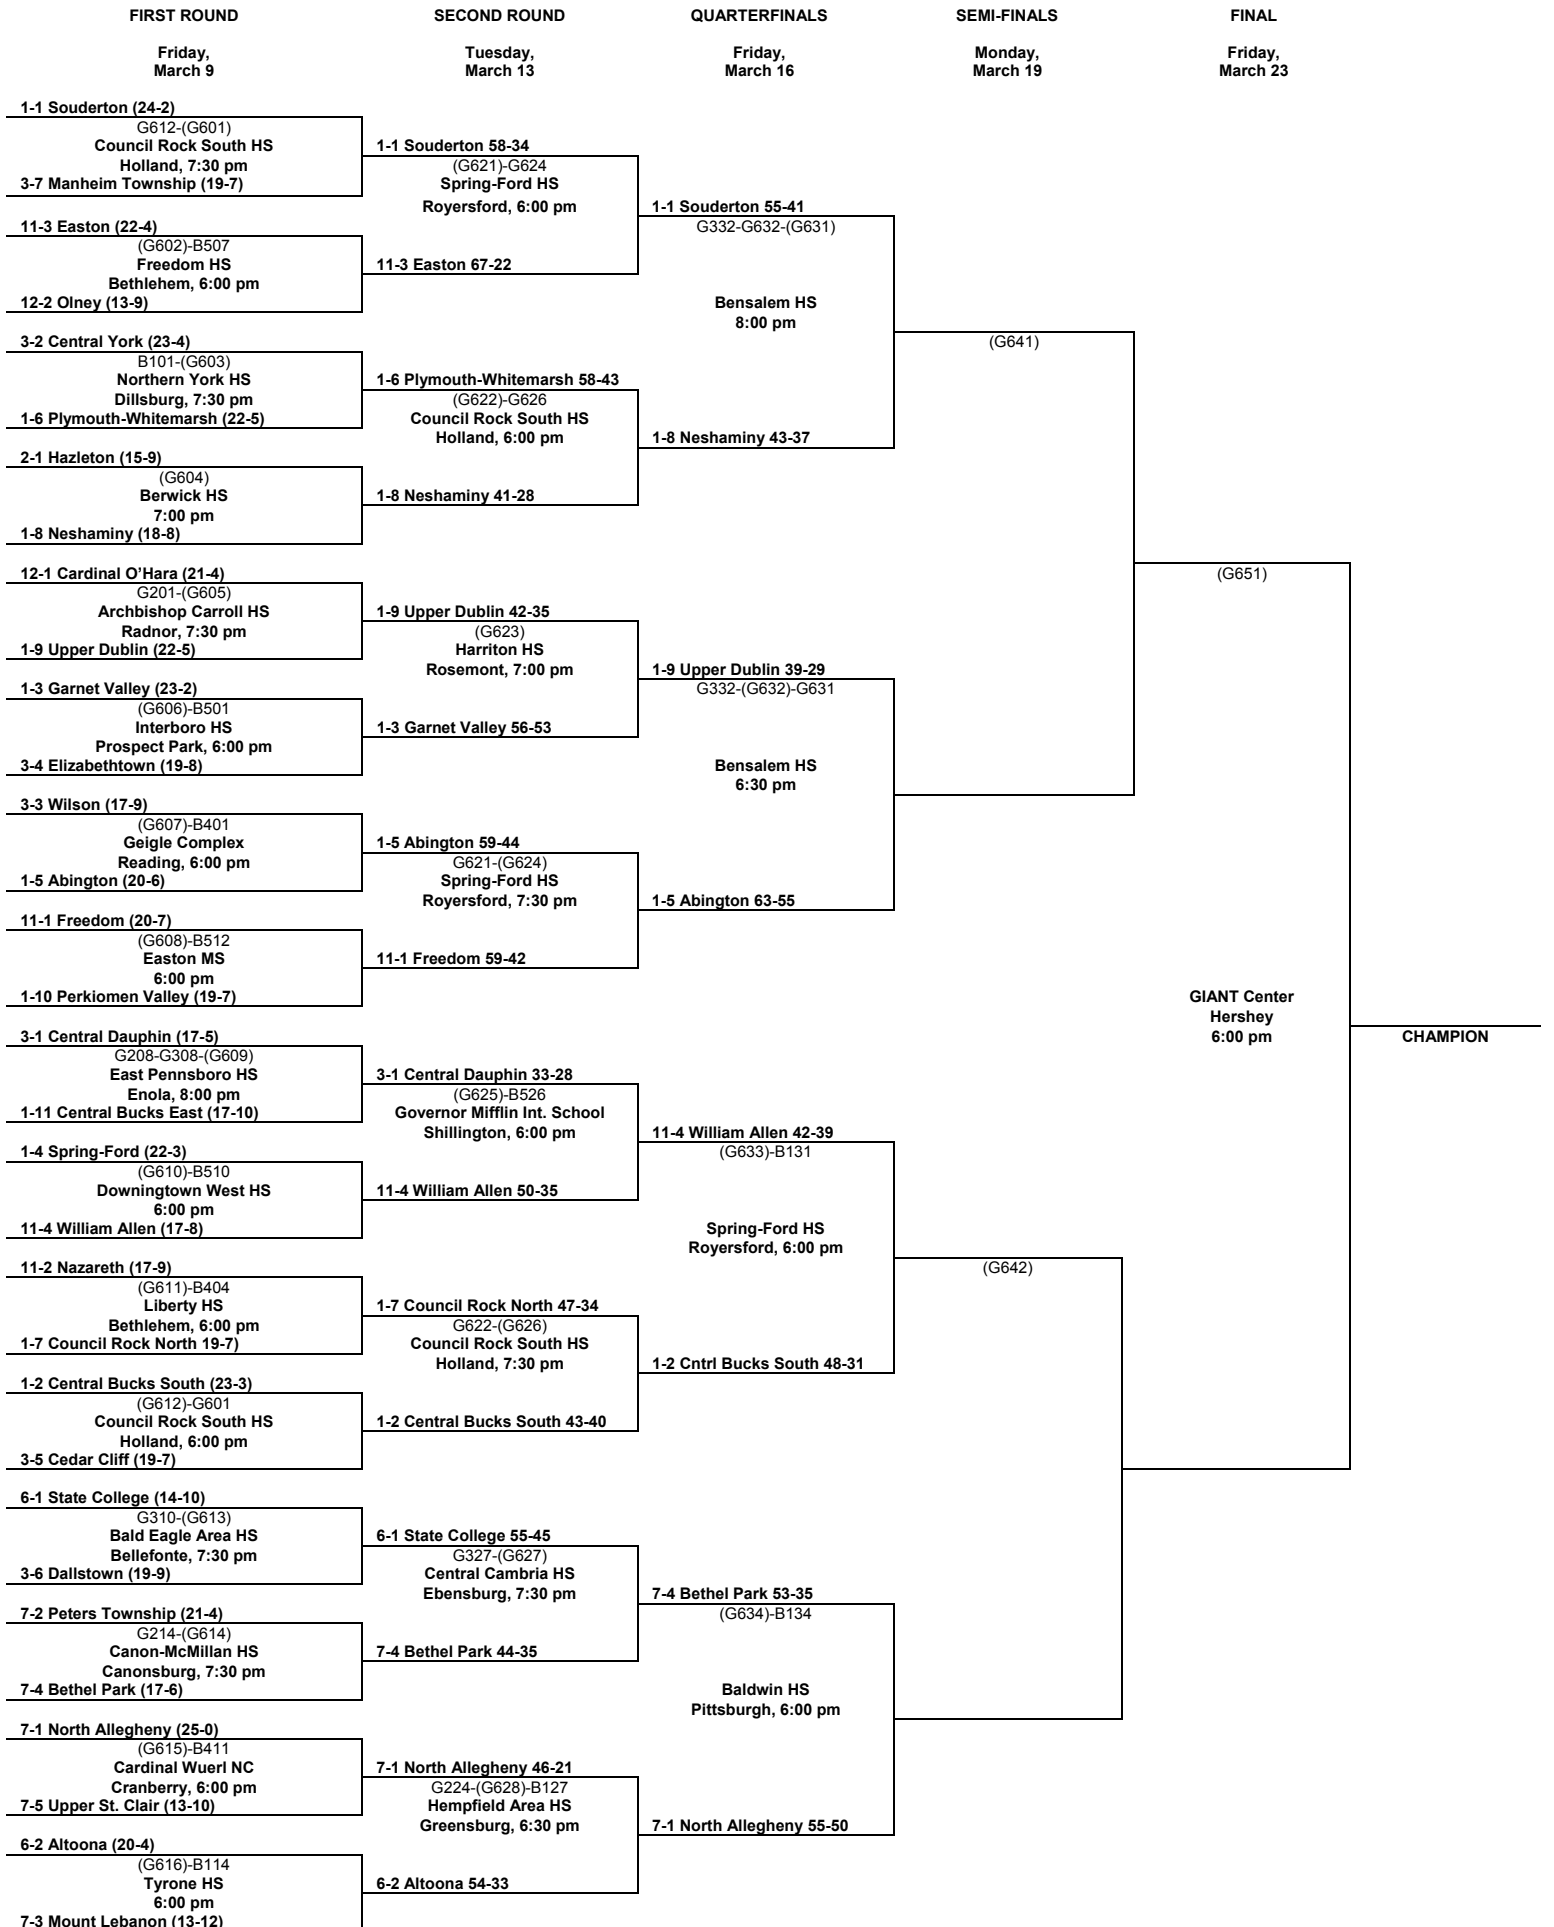 FIRST ROUND
Friday,
March 9
SECOND ROUND
Tuesday,
March 13
QUARTERFINALS
Friday,
March 16
SEMI-FINALS
Monday,
March 19
FINAL
Friday,
March 23
1-1 Souderton (24-2)
G612-(G601)
Council Rock South HS
Holland, 7:30 pm
3-7 Manheim Township (19-7)
11-3 Easton (22-4)
(G602)-B507
Freedom HS
Bethlehem, 6:00 pm
12-2 Olney (13-9)
3-2 Central York (23-4)
B101-(G603)
Northern York HS
Dillsburg, 7:30 pm
1-6 Plymouth-Whitemarsh (22-5)
2-1 Hazleton (15-9)
(G604)
Berwick HS
7:00 pm
1-8 Neshaminy (18-8)
12-1 Cardinal O’Hara (21-4)
G201-(G605)
Archbishop Carroll HS
Radnor, 7:30 pm
1-9 Upper Dublin (22-5)
1-3 Garnet Valley (23-2)
(G606)-B501
Interboro HS
Prospect Park, 6:00 pm
3-4 Elizabethtown (19-8)
3-3 Wilson (17-9)
(G607)-B401
Geigle Complex
Reading, 6:00 pm
1-5 Abington (20-6)
11-1 Freedom (20-7)
(G608)-B512
Easton MS
6:00 pm
1-10 Perkiomen Valley (19-7)
3-1 Central Dauphin (17-5)
G208-G308-(G609)
East Pennsboro HS
Enola, 8:00 pm
1-11 Central Bucks East (17-10)
1-4 Spring-Ford (22-3)
(G610)-B510
Downingtown West HS
6:00 pm
11-4 William Allen (17-8)
11-2 Nazareth (17-9)
(G611)-B404
Liberty HS
Bethlehem, 6:00 pm
1-7 Council Rock North 19-7)
1-2 Central Bucks South (23-3)
(G612)-G601
Council Rock South HS
Holland, 6:00 pm
3-5 Cedar Cliff (19-7)
6-1 State College (14-10)
G310-(G613)
Bald Eagle Area HS
Bellefonte, 7:30 pm
3-6 Dallstown (19-9)
7-2 Peters Township (21-4)
G214-(G614)
Canon-McMillan HS
Canonsburg, 7:30 pm
7-4 Bethel Park (17-6)
7-1 North Allegheny (25-0)
(G615)-B411
Cardinal Wuerl NC
Cranberry, 6:00 pm
7-5 Upper St. Clair (13-10)
6-2 Altoona (20-4)
(G616)-B114
Tyrone HS
6:00 pm
7-3 Mount Lebanon (13-12)
1-1 Souderton 58-34
(G621)-G624
Spring-Ford HS
Royersford, 6:00 pm
11-3 Easton 67-22
1-6 Plymouth-Whitemarsh 58-43
(G622)-G626
Council Rock South HS
Holland, 6:00 pm
1-8 Neshaminy 41-28
1-9 Upper Dublin 42-35
(G623)
Harriton HS
Rosemont, 7:00 pm
1-3 Garnet Valley 56-53
1-5 Abington 59-44
G621-(G624)
Spring-Ford HS
Royersford, 7:30 pm
11-1 Freedom 59-42
3-1 Central Dauphin 33-28
(G625)-B526
Governor Mifflin Int. School
Shillington, 6:00 pm
11-4 William Allen 50-35
1-7 Council Rock North 47-34
G622-(G626)
Council Rock South HS
Holland, 7:30 pm
1-2 Central Bucks South 43-40
6-1 State College 55-45
G327-(G627)
Central Cambria HS
Ebensburg, 7:30 pm
7-4 Bethel Park 44-35
7-1 North Allegheny 46-21
G224-(G628)-B127
Hempfield Area HS
Greensburg, 6:30 pm
6-2 Altoona 54-33
1-1 Souderton 55-41
G332-G632-(G631)
Bensalem HS
8:00 pm
1-8 Neshaminy 43-37
1-9 Upper Dublin 39-29
G332-(G632)-G631
Bensalem HS
6:30 pm
1-5 Abington 63-55
11-4 William Allen 42-39
(G633)-B131
Spring-Ford HS
Royersford, 6:00 pm
1-2 Cntrl Bucks South 48-31
7-4 Bethel Park 53-35
(G634)-B134
Baldwin HS
Pittsburgh, 6:00 pm
7-1 North Allegheny 55-50
(G641)
(G642)
(G651)
GIANT Center
Hershey
6:00 pm
CHAMPION